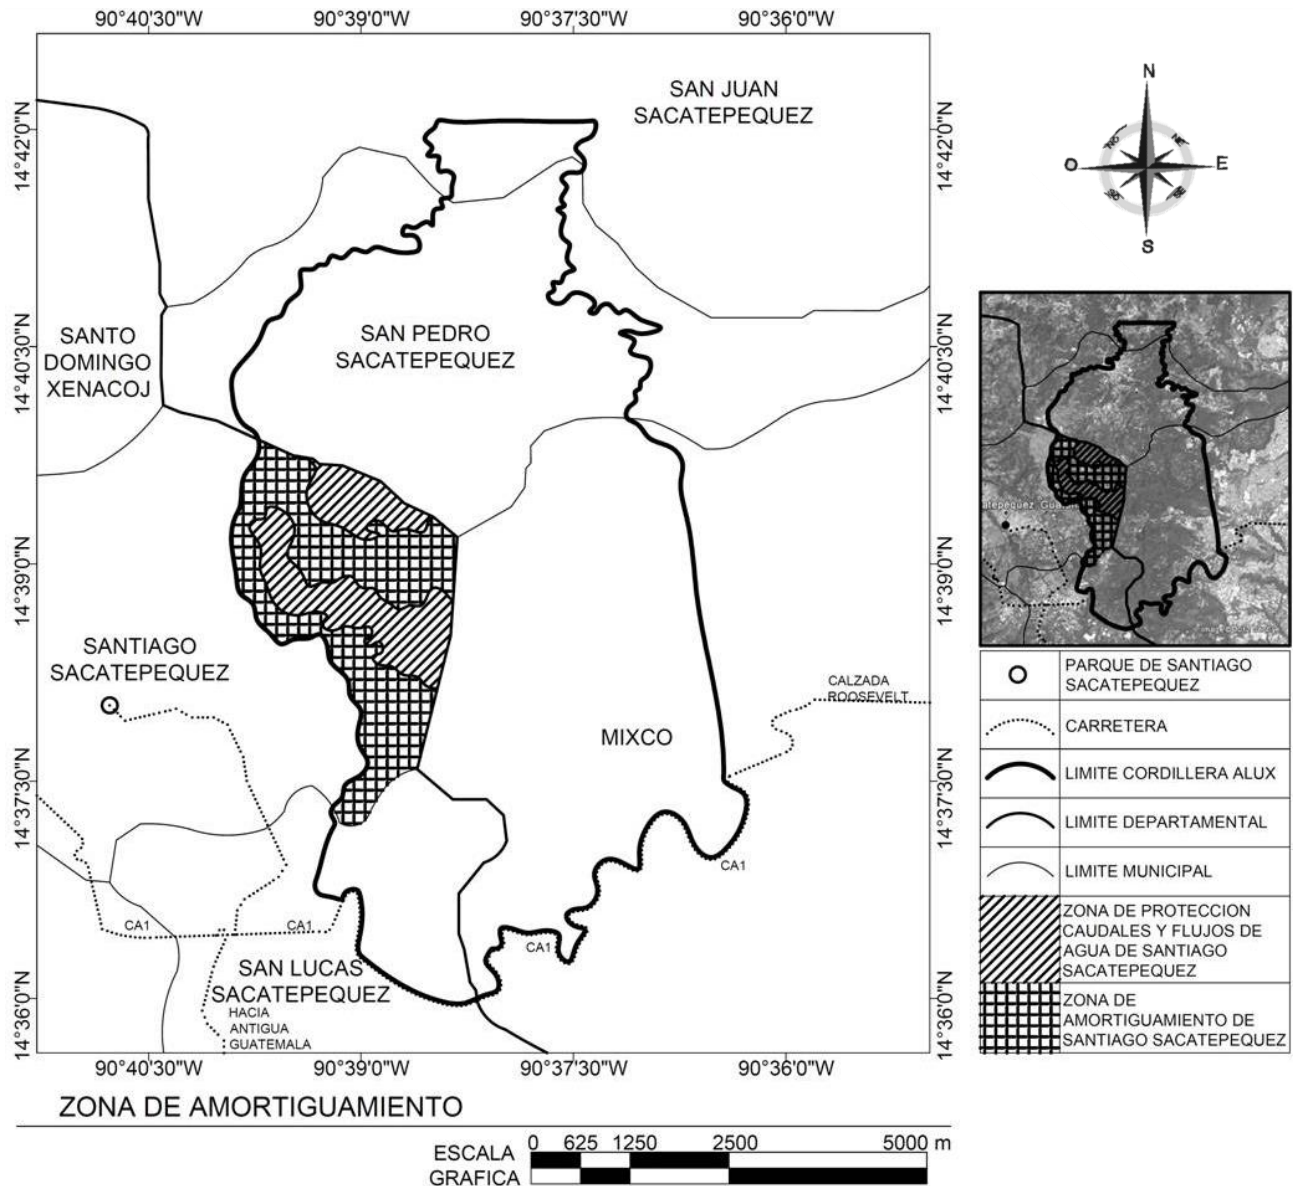 90°40'30"W 90°39'0"W 90°37'30"W 90°36'0"W
14°42'0"N
14°40'30"N
14°39'0"N
14°37'30"N
14°36'0"N
SAN JUAN
SACATEPEQUEZ
SANTO
DOMINGO
XENACOJ
SAN PEDRO
SACATEPEQUEZ
SANTIAGO
SACATEPEQUEZ
CALZADA
ROOSEVELT
MIXCO
CA1
CA1
CA1
CA1
SAN LUCAS
SACATEPEQUEZ
HACIA
ANTIGUA
GUATEMALA
14°42'0"N
14°40'30"N
14°39'0"N
14°37'30"N
14°36'0"N
90°40'30"W 90°39'0"W 90°37'30"W 90°36'0"W
N
NO NE
O E
SO SE
S
PARQUE DE SANTIAGO
SACATEPEQUEZ
CARRETERA
LIMITE CORDILLERA ALUX
LIMITE DEPARTAMENTAL
LIMITE MUNICIPAL
ZONA DE PROTECCION
CAUDALES Y FLUJOS DE
AGUA DE SANTIAGO
SACATEPEQUEZ
ZONA DE
AMORTIGUAMIENTO DE
SANTIAGO SACATEPEQUEZ
ZONA DE AMORTIGUAMIENTO
ESCALA
GRAFICA
0 625 1250 2500 5000 m